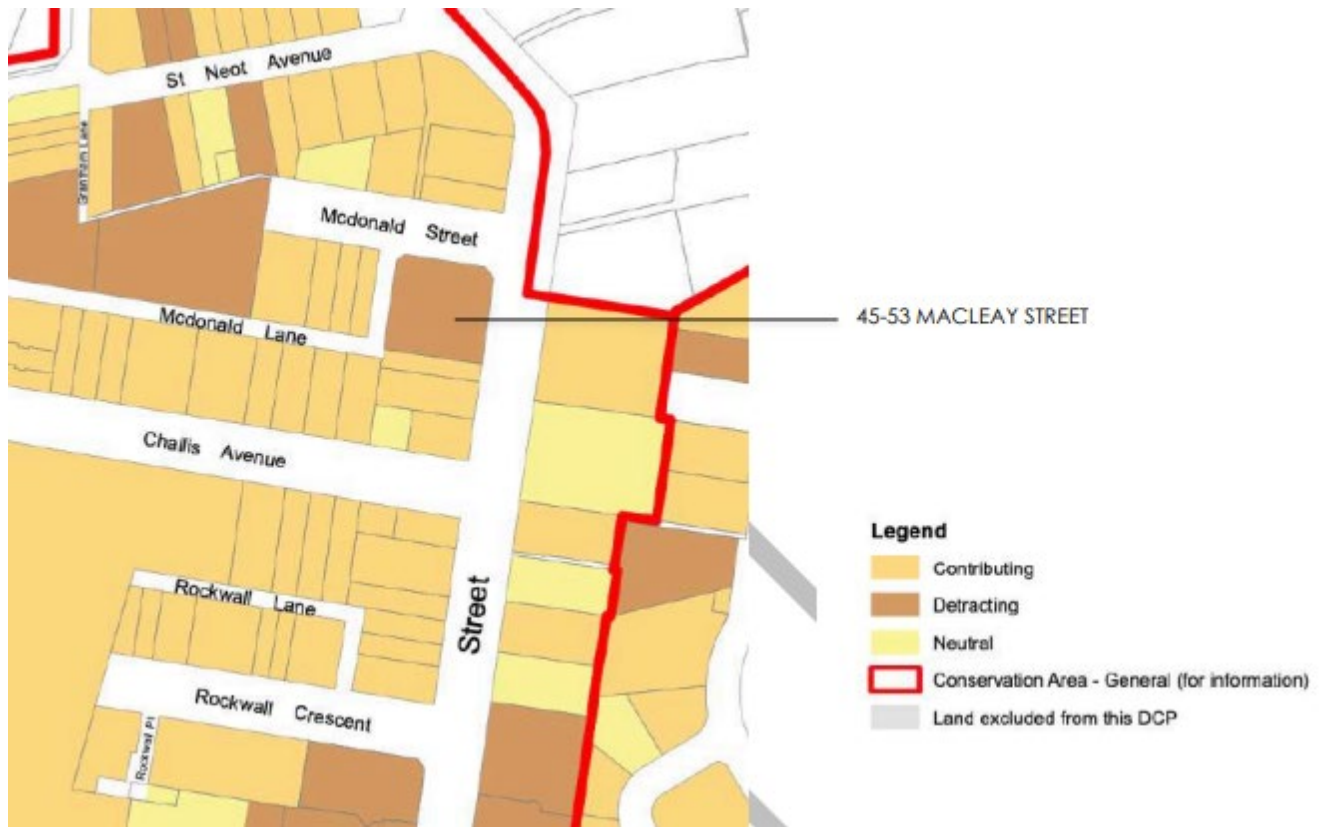 St Neot Avenue
Grantham Lane
Mcdonald Street
Mcdonald Lane
45-53 MACLEAY STREET
Challis Avenue
Rockwall Lane
Street
Rockwall Crescent
Rockwall Pl
Legend
Contributing
Detracting
Neutral
Conservation Area - General (for information)
Land excluded from this DCP